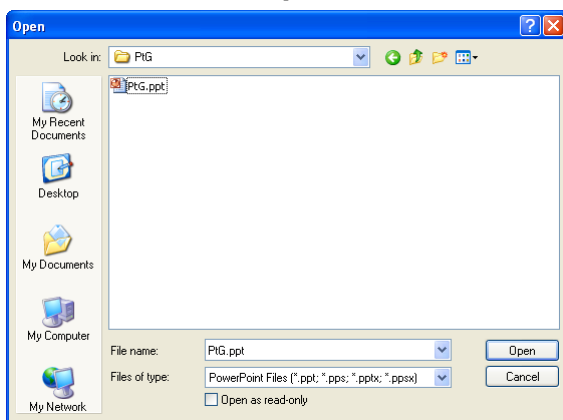 Open
Look in:
PtG
PtG.ppt
My Recent
Documents
Desktop
My Documents
My Computer
My Network
File name:
PtG.ppt
Open
Files of type:
PowerPoint Files (*.ppt; *.pps; *.pptx; *.ppsx)
Cancel
Open as read-only